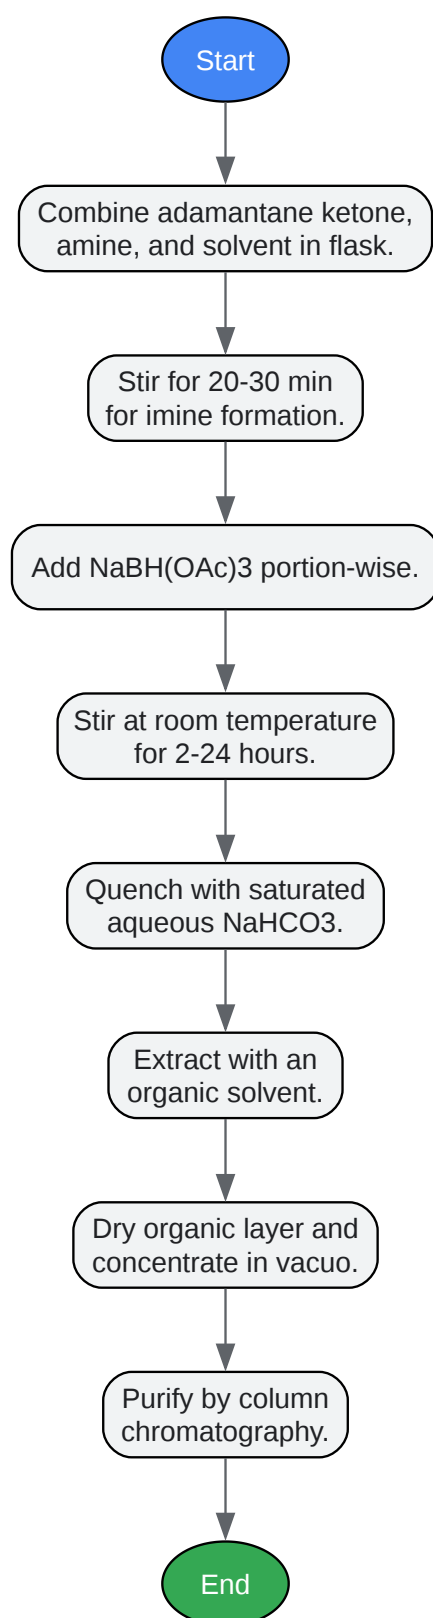 Start
Combine adamantane ketone,
amine, and solvent in flask.
Stir for 20-30 min
for imine formation.
Add NaBH(OAc)3 portion-wise.
Stir at room temperature
for 2-24 hours.
Quench with saturated
aqueous NaHCO3.
Extract with an
organic solvent.
Dry organic layer and
concentrate in vacuo.
Purify by column
chromatography.
End